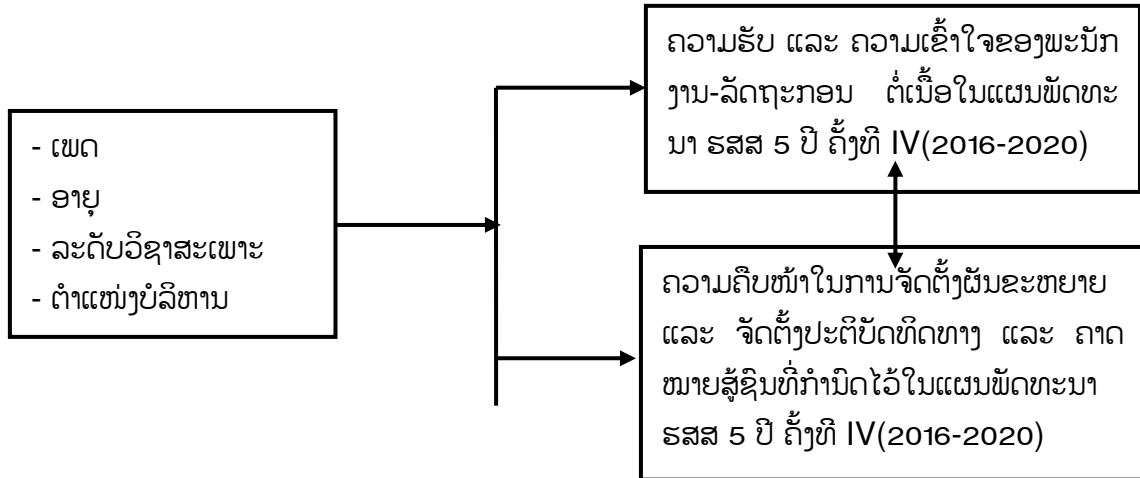 - ເພດ
- ອາຍຸ
- ລະດັບວິຊາສະເພາະ
- ຕໍາແໜ່ງບໍລິຫານ
ຄວາມຮັບ ແລະ ຄວາມເຂົ້າໃຈຂອງພະນັກ
ງານ-ລັດຖະກອນ ຕໍ່ເນື້ອໃນແຜນພັດທະ
ນາ ຮສສ 5 ປີ ຄັ້ງທີ IV(2016-2020)
ຄວາມຄືບໜ້າໃນການຈັດຕັ້ງຜັນຂະຫຍາຍ
ແລະ ຈັດຕັ້ງປະຕິບັດທິດທາງ ແລະ ຄາດ
ໝາຍສູ້ຊົນທີ່ກໍານົດໄວ້ໃນແຜນພັດທະນາ
ຮສສ 5 ປີ ຄັ້ງທີ IV(2016-2020)